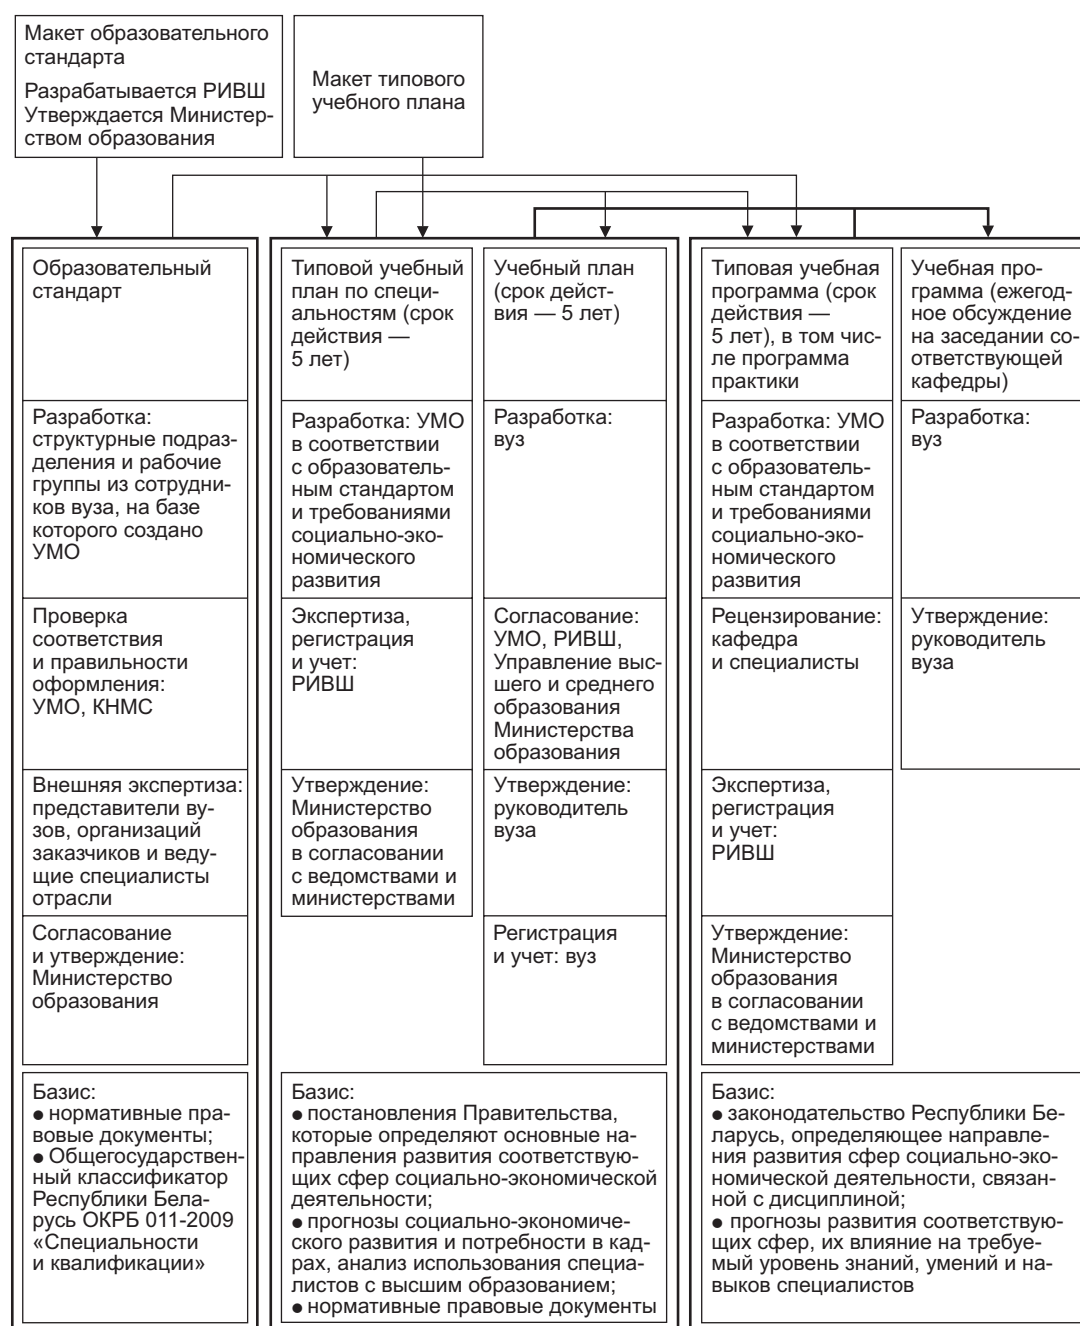 Макет образовательного
стандарта
Разрабатывается РИВШ
Утверждается Министер-
ством образования
Макет типового
учебного плана
Образовательный
стандарт
Разработка:
структурные подраз-
деления и рабочие
группы из сотрудни-
ков вуза, на базе
которого создано
УМО
Проверка
соответствия
и правильности
оформления:
УМО, КНМС
Внешняя экспертиза:
представители ву-
зов, организаций
заказчиков и веду-
щие специалисты
отрасли
Согласование
и утверждение:
Министерство
образования
Базис:
● нормативные пра-
вовые документы;
● Общегосударствен-
ный классификатор
Республики Бела-
русь ОКРБ 011-2009
«Специальности
и квалификации»
Типовой учебный
план по специ-
альностям (срок
действия —
5 лет)
Разработка: УМО
в соответствии
с образователь-
ным стандартом
и требованиями
социально-эко-
номического
развития
Экспертиза,
регистрация
и учет:
РИВШ
Утверждение:
Министерство
образования
в согласовании
с ведомствами и
министерствами
Учебный план
(срок дейст-
вия — 5 лет)
Разработка:
вуз
Согласование:
УМО, РИВШ,
Управление выс-
шего и среднего
образования
Министерства
образования
Утверждение:
руководитель
вуза
Регистрация
и учет: вуз
Базис:
● постановления Правительства,
которые определяют основные на-
правления развития соответствую-
щих сфер социально-экономической
деятельности;
● прогнозы социально-экономиче-
ского развития и потребности в кад-
рах, анализ использования специа-
листов с высшим образованием;
● нормативные правовые документы
Типовая учебная
программа (срок
действия —
5 лет), в том чис-
ле программа
практики
Разработка: УМО
в соответствии
с образователь-
ным стандартом
и требованиями
социально-эко-
номического
развития
Рецензирование:
кафедра
и специалисты
Экспертиза,
регистрация
и учет:
РИВШ
Утверждение:
Министерство
образования
в согласовании
с ведомствами и
министерствами
Учебная про-
грамма (ежегод-
ное обсуждение
на заседании со-
ответствующей
кафедры)
Разработка:
вуз
Утверждение:
руководитель
вуза
Базис:
● законодательство Республики Бе-
ларусь, определяющее направле-
ния развития сфер социально-эко-
номической деятельности, связан-
ной с дисциплиной;
● прогнозы развития соответствую-
щих сфер, их влияние на требуе-
мый уровень знаний, умений и на-
выков специалистов